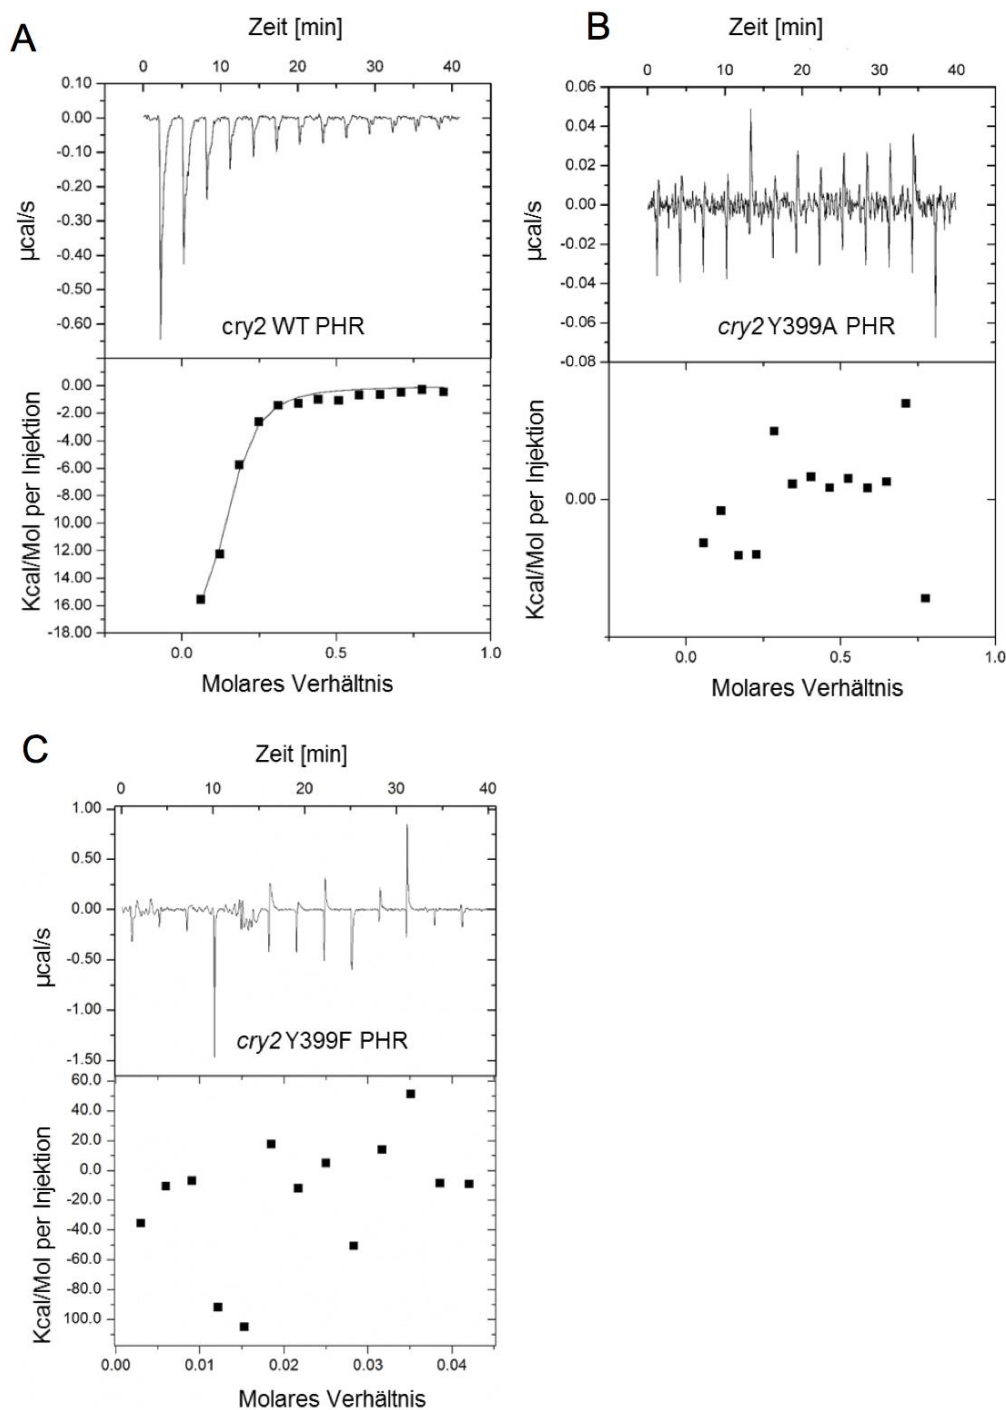 A
Zeit [min]
0 10 20 30 40
0.10
0.00
-0.10
-0.20
-0.30
-0.40
-0.50
-0.60
µcal/s
cry2 WT PHR
0.00
-2.00
-4.00
-6.00
-8.00
10.00
12.00
14.00
16.00
-18.00
Kcal/Mol per Injektion
0.0 0.5 1.0
Molares Verhältnis
B
Zeit [min]
0 10 20 30 40
0.06
0.04
0.02
0.00
-0.02
-0.04
-0.06
-0.08
µcal/s
cry2 Y399A PHR
0.00
Kcal/Mol per Injektion
0.0 0.5 1.0
Molares Verhältnis
C
Zeit [min]
0 10 20 30 40
1.00
0.50
0.00
-0.50
-1.00
-1.50
µcal/s
cry2 Y399F PHR
60.0
40.0
20.0
0.0
-20.0
-40.0
-60.0
-80.0
100.0
Kcal/Mol per Injektion
0.00 0.01 0.02 0.03 0.04
Molares Verhältnis